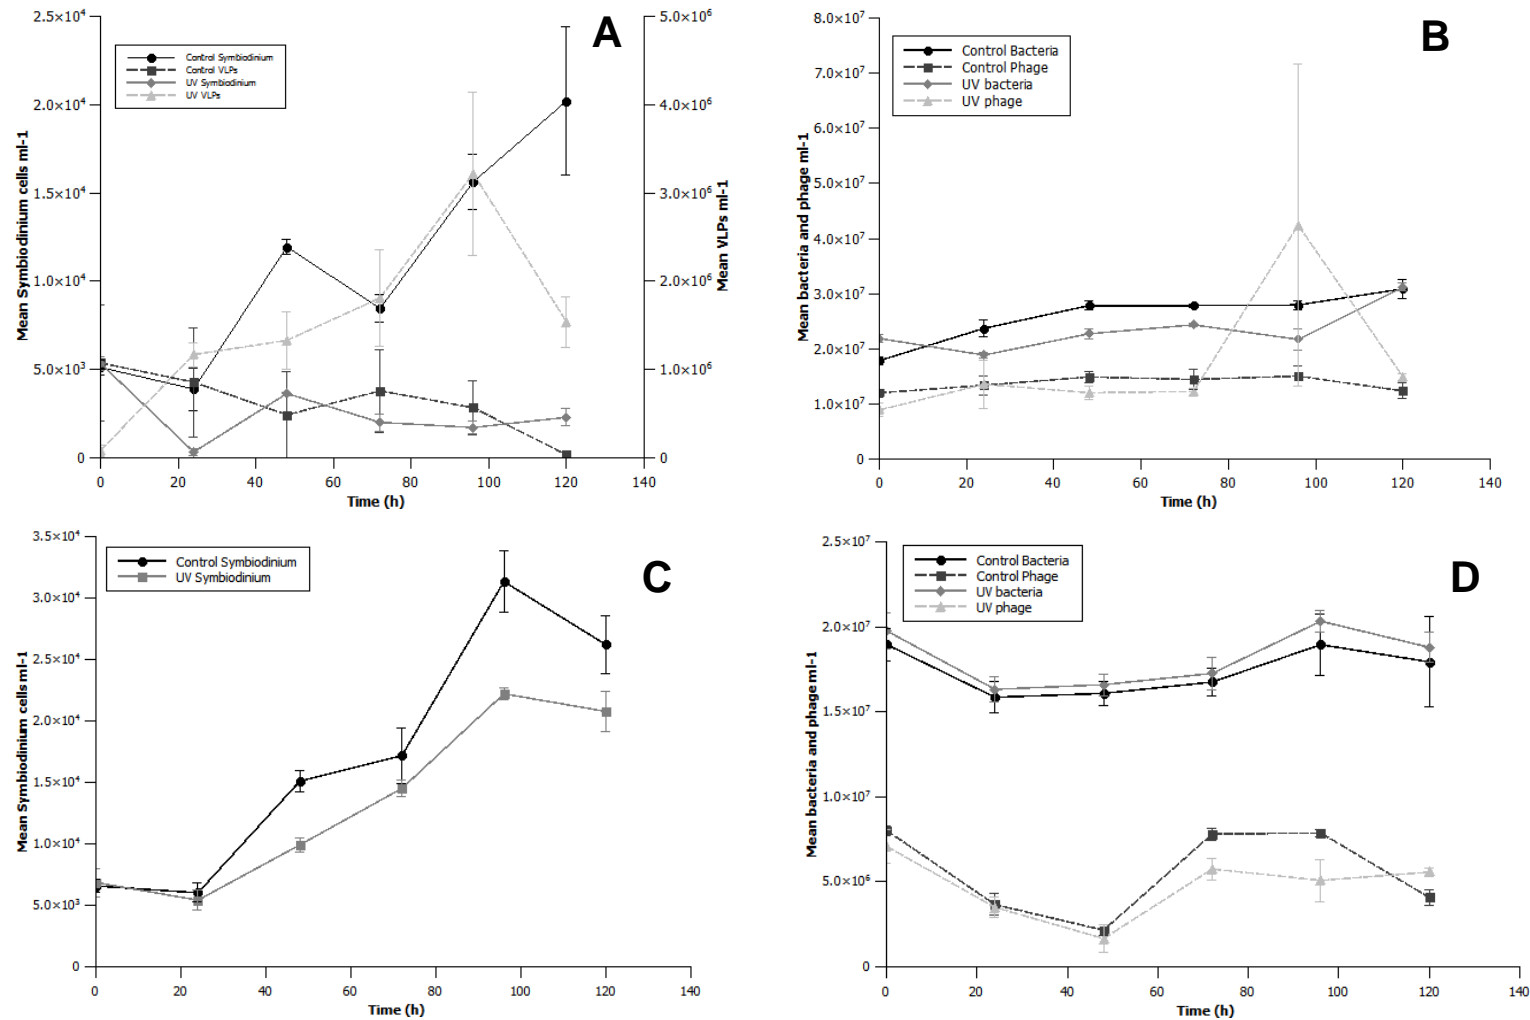 A
Control Symbiodinium
Control VLPs
UV Symbiodinium
UV VLPs
Mean Symbiodinium cells ml-1
2.5×10⁴
2.0×10⁴
1.5×10⁴
1.0×10⁴
5.0×10³
0
Mean VLPs ml-1
5.0×10⁶
4.0×10⁶
3.0×10⁶
2.0×10⁶
1.0×10⁶
0
0 20 40 60 80 100 120 140
Time (h)
B
Control Bacteria
Control Phage
UV bacteria
UV phage
Mean bacteria and phage ml-1
8.0×10⁷
7.0×10⁷
6.0×10⁷
5.0×10⁷
4.0×10⁷
3.0×10⁷
2.0×10⁷
1.0×10⁷
0
0 20 40 60 80 100 120 140
Time (h)
C
Control Symbiodinium
UV Symbiodinium
Mean Symbiodinium cells ml-1
3.5×10⁴
3.0×10⁴
2.5×10⁴
2.0×10⁴
1.5×10⁴
1.0×10⁴
5.0×10³
0
0 20 40 60 80 100 120 140
Time (h)
D
Control Bacteria
Control Phage
UV bacteria
UV phage
Mean bacteria and phage ml-1
2.5×10⁷
2.0×10⁷
1.5×10⁷
1.0×10⁷
5.0×10⁶
0
0 20 40 60 80 100 120 140
Time (h)